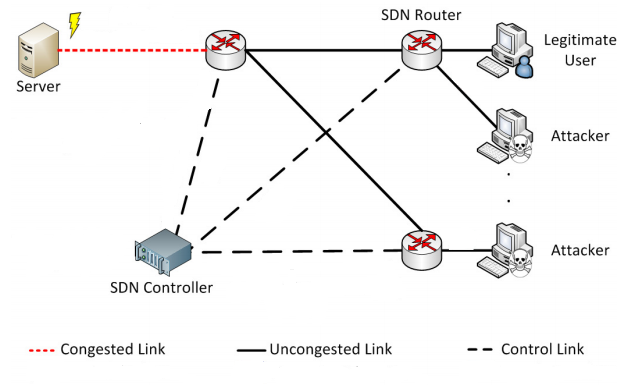 SDN Router
Legitimate
User
Server
Attacker
Attacker
SDN Controller
Congested Link
Uncongested Link
Control Link